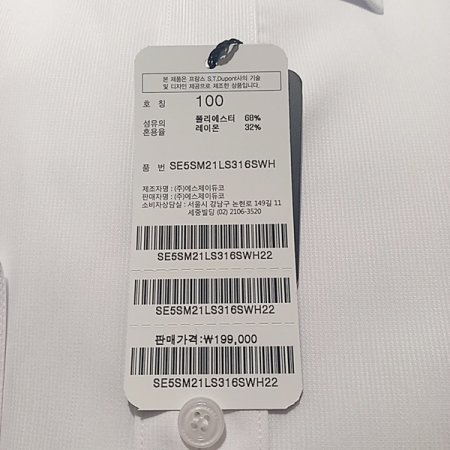 본 제품은 프랑스 S,T,Dupont사의 기술
및 디자인 제공으로 제조한 상품입니다.
호 칭 100
섬유의 폴리에스터 68%
혼용율 레이온 32%
품 번 SE5SM21LS316SWH
제조자명 : (주)에스제이듀코
판매자명 : (주)에스제이듀코
소비자상담실 : 서울시 강남구 논현로 149길 11
세중빌딩 (02) 2106-3520
SE5SM21LS316SWH22
SE5SM21LS316SWH22
판매가격:₩199,000
SE5SM21LS316SWH22